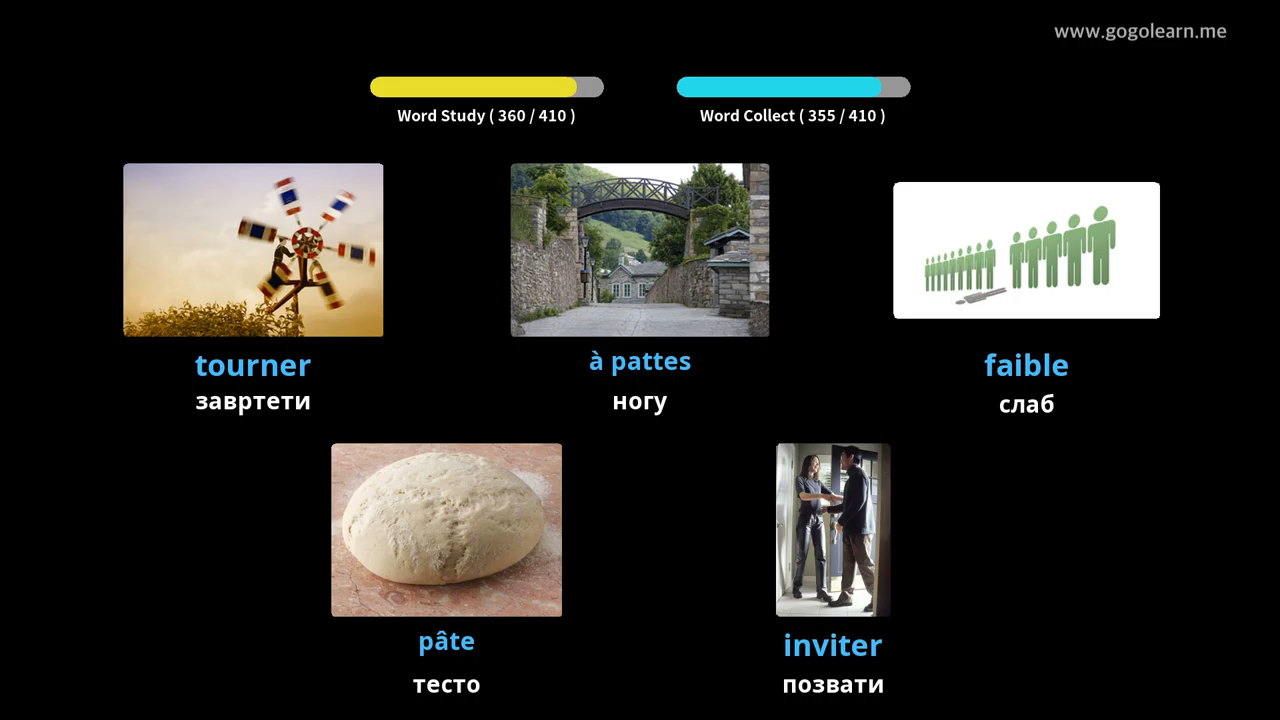 www.gogolearn.me
Word Study ( 360 / 410 )
Word Collect ( 355 / 410 )
tourner
завртети
à pattes
ногу
faible
слаб
pâte
тесто
inviter
позвати